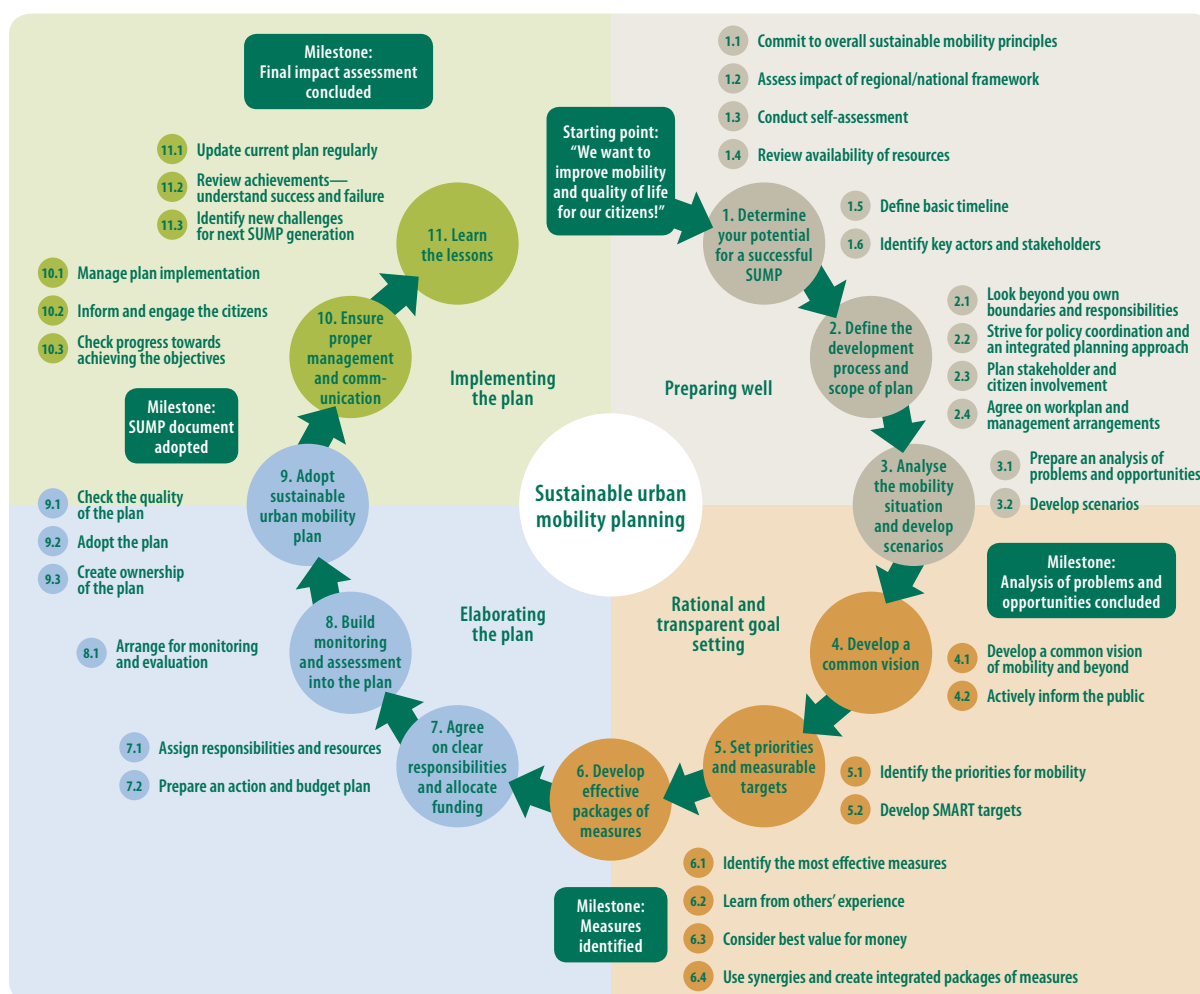 Milestone:
Final impact assessment
concluded
11.1 Update current plan regularly
11.2 Review achievements—
understand success and failure
11.3 Identify new challenges
for next SUMP generation
11. Learn
the lessons
10.1 Manage plan implementation
10.2 Inform and engage the citizens
10.3 Check progress towards
achieving the objectives
10. Ensure
proper
management
and comm-
unication
Implementing
the plan
Milestone:
SUMP document
adopted
Starting point:
“We want to
improve mobility
and quality of life
for our citizens!”
1.1 Commit to overall sustainable mobility principles
1.2 Assess impact of regional/national framework
1.3 Conduct self-assessment
1.4 Review availability of resources
1. Determine
your potential
for a successful
SUMP
1.5 Define basic timeline
1.6 Identify key actors and stakeholders
2. Define the
development
process and
scope of plan
2.1 Look beyond you own
boundaries and responsibilities
2.2 Strive for policy coordination and
an integrated planning approach
2.3 Plan stakeholder and
citizen involvement
2.4 Agree on workplan and
management arrangements
Preparing well
3. Analyse
the mobility
situation
and develop
scenarios
3.1 Prepare an analysis of
problems and opportunities
3.2 Develop scenarios
Sustainable urban
mobility planning
Milestone:
Analysis of problems and
opportunities concluded
Rational and
transparent goal
setting
4. Develop a
common vision
4.1 Develop a common vision
of mobility and beyond
4.2 Actively inform the public
5. Set priorities
and measurable
targets
5.1 Identify the priorities for mobility
5.2 Develop SMART targets
6. Develop
effective
packages of
measures
6.1 Identify the most effective measures
6.2 Learn from others’ experience
6.3 Consider best value for money
6.4 Use synergies and create integrated packages of measures
Milestone:
Measures
identified
7. Agree
on clear
responsibilities
and allocate
funding
7.1 Assign responsibilities and resources
7.2 Prepare an action and budget plan
Elaborating
the plan
8. Build
monitoring
and assessment
into the plan
8.1 Arrange for monitoring
and evaluation
9. Adopt
sustainable
urban mobility
plan
9.1 Check the quality
of the plan
9.2 Adopt the plan
9.3 Create ownership
of the plan